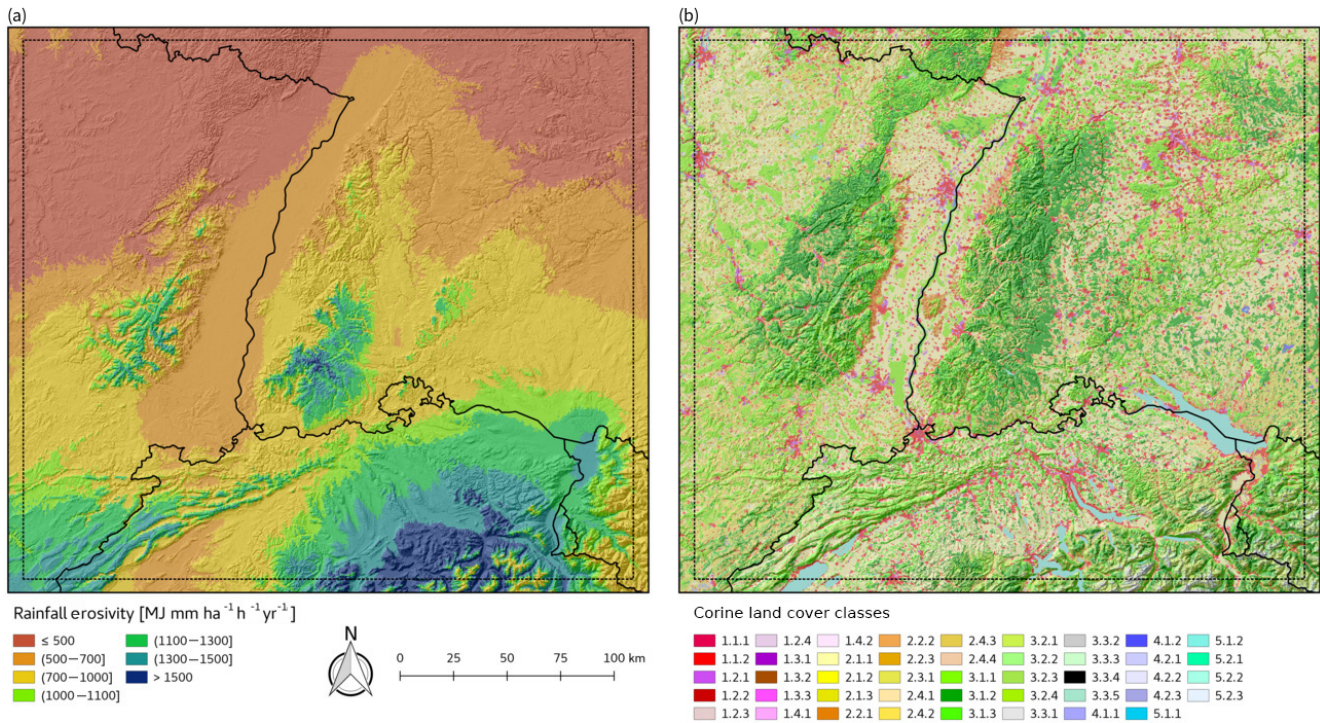 (a)
(b)
Rainfall erosivity [MJ mm ha⁻¹ h⁻¹ yr⁻¹]
≤ 500
(500–700]
(700–1000]
(1000–1100]
(1100–1300]
(1300–1500]
> 1500
N
0 25 50 75 100 km
Corine land cover classes
1.1.1 1.2.4 1.4.2 2.2.2 2.4.3 3.2.1 3.3.2 4.1.2 5.1.2
1.1.2 1.3.1 2.1.1 2.2.3 2.4.4 3.2.2 3.3.3 4.2.1 5.2.1
1.2.1 1.3.2 2.1.2 2.3.1 3.1.1 3.2.3 3.3.4 4.2.2 5.2.2
1.2.2 1.3.3 2.1.3 2.4.1 3.1.2 3.2.4 3.3.5 4.2.3 5.2.3
1.2.3 1.4.1 2.2.1 2.4.2 3.1.3 3.3.1 4.1.1 5.1.1